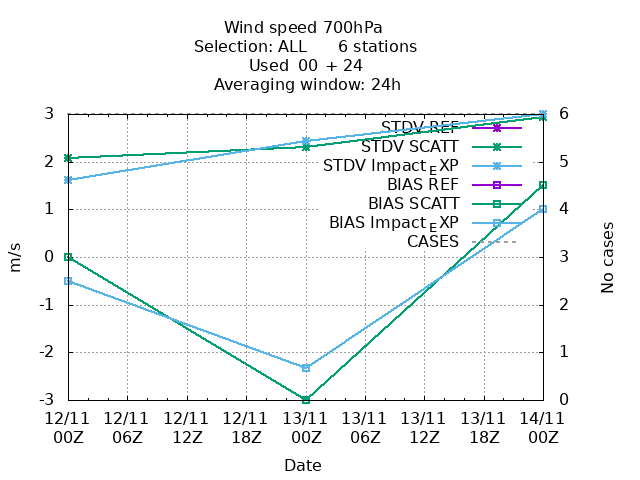 Wind speed 700hPa
Selection: ALL 6 stations
Used 00 + 24
Averaging window: 24h
3
2
1
0
-1
-2
-3
m/s
6
5
4
3
2
1
0
No cases
STDV REF
STDV SCATT
STDV Impact_EXP
BIAS REF
BIAS SCATT
BIAS Impact_EXP
CASES
12/11 12/11 12/11 12/11 13/11 13/11 13/11 13/11 14/11
00Z 06Z 12Z 18Z 00Z 06Z 12Z 18Z 00Z
Date